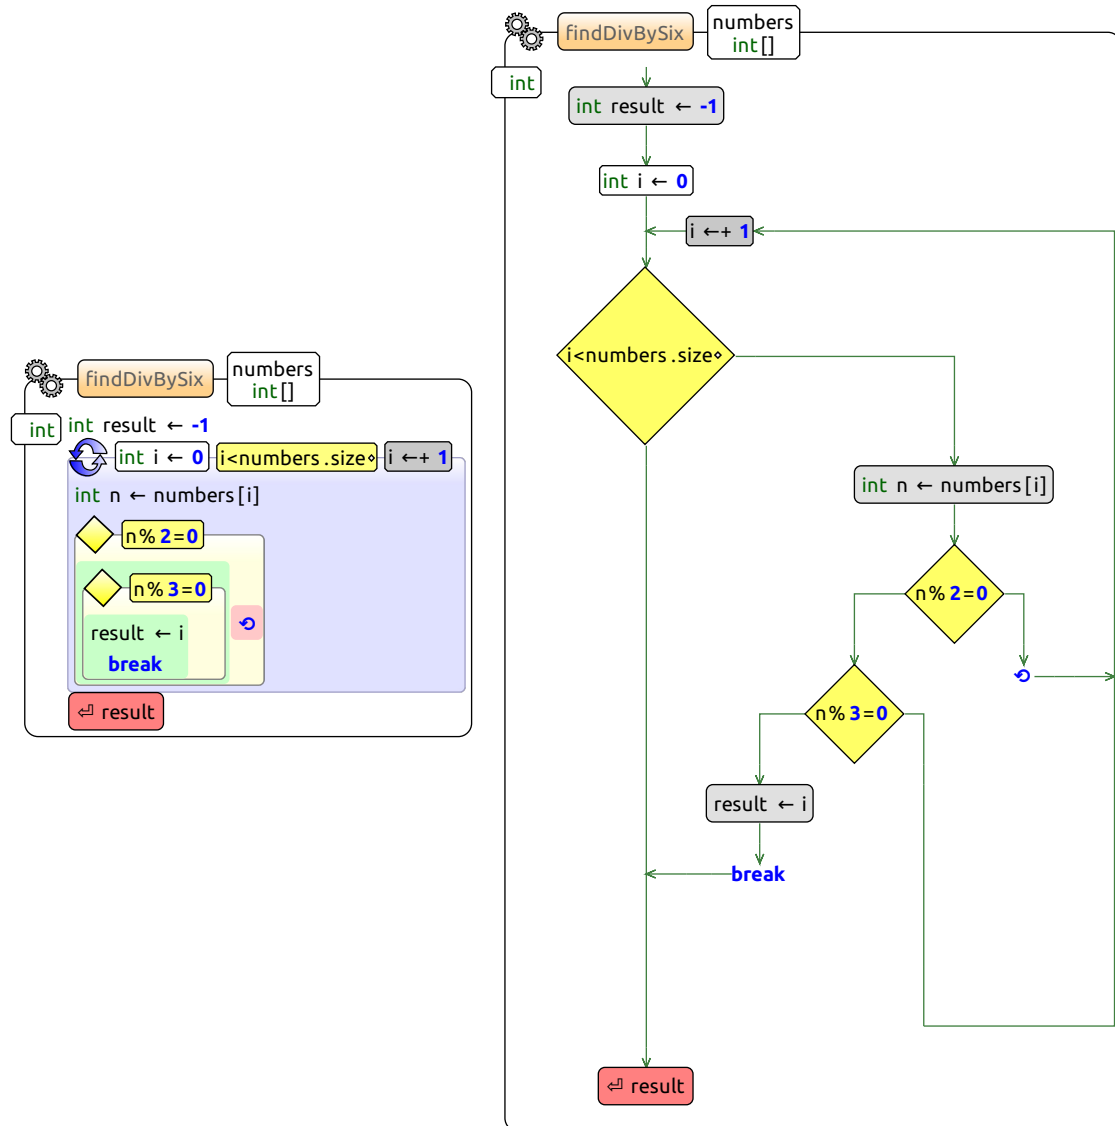 findDivBySix
numbers
int[]
int
int result ← -1
int i ← 0
i<numbers.size⋄
i ←+ 1
int n ← numbers[i]
n % 2=0
n % 3=0
result ← i
break
⟲
⏎ result
findDivBySix
numbers
int[]
int
int result ← -1
int i ← 0
i ←+ 1
i<numbers.size⋄
int n ← numbers[i]
n % 2=0
⟲
n % 3=0
result ← i
break
⏎ result